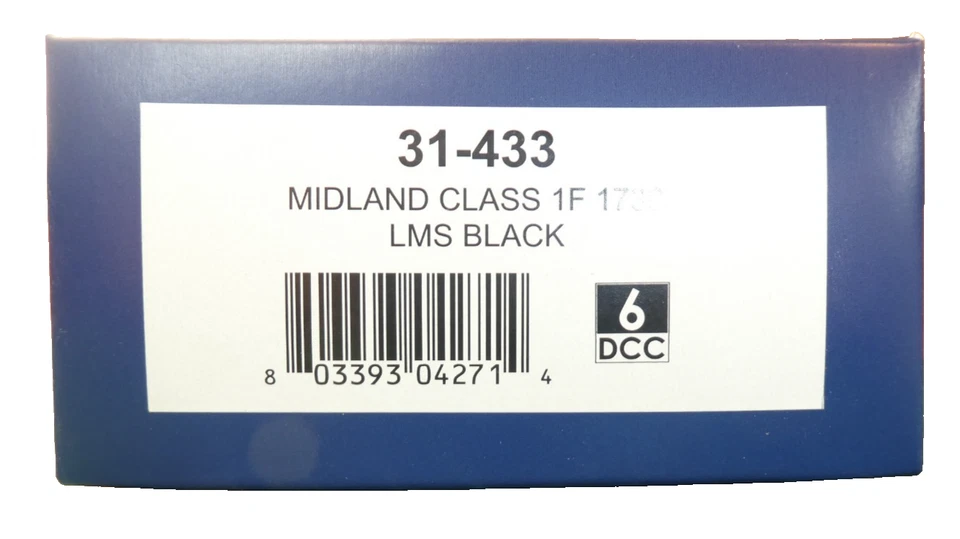 31-433
MIDLAND CLASS 1F
LMS BLACK
8 03393 04271 4
6
DCC